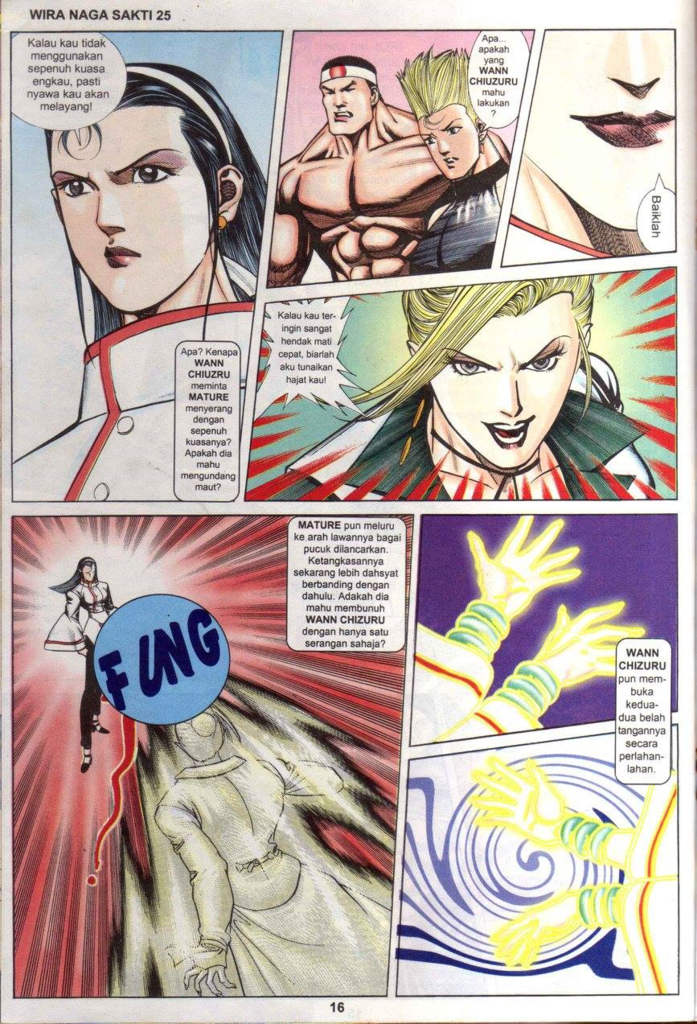 WIRA NAGA SAKTI 25
Kalau kau tidak
menggunakan
sepenuh kuasa
engkau, pasti
nyawa kau akan
melayang!
Apa? Kenapa
WANN
CHIUZRU
meminta
MATURE
menyerang
dengan
sepenuh
kuasanya?
Apakah dia
mahu
mengundang
maut?
Apa...
apakah
yang
WANN
CHIUZURU
mahu
lakukan
?
Baiklah
Kalau kau ter-
ingin sangat
hendak mati
cepat, biarlah
aku tunaikan
hajat kau!
MATURE pun meluru
ke arah lawannya bagai
pucuk dilancarkan.
Ketangkasannya
sekarang lebih dahsyat
berbanding dengan
dahulu. Adakah dia
mahu membunuh
WANN CHIZURU
dengan hanya satu
serangan sahaja?
FUNG
WANN
CHIZURU
pun mem-
buka
kedua-
dua belah
tangannya
secara
perlahan-
lahan.
16